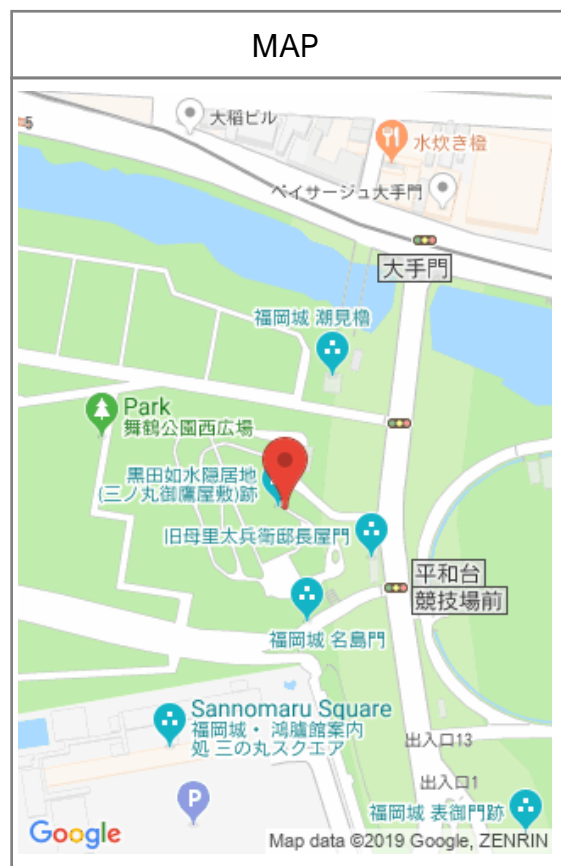 MAP
5
大稲ビル
水炊き橙
ペイサージュ大手門
大手門
福岡城 潮見櫓
Park
舞鶴公園西広場
黒田如水隠居地
(三ノ丸御鷹屋敷)跡
旧母里太兵衛邸長屋門
平和台
競技場前
福岡城 名島門
Sannomaru Square
福岡城・ 鴻臚館案内
処 三の丸スクエア
出入口13
P
出入口1
福岡城 表御門跡
Google
Map data ©2019 Google, ZENRIN